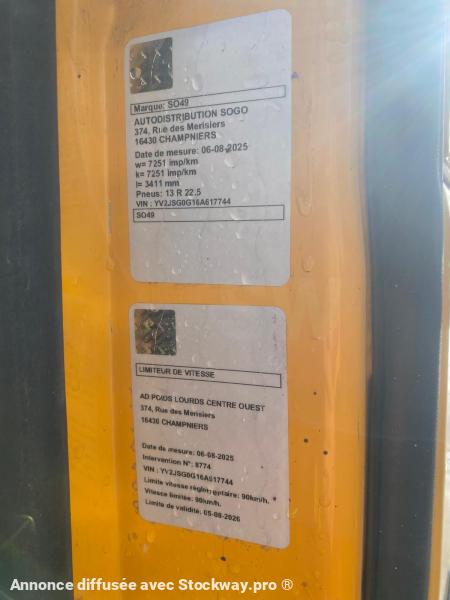 Marque: SO49
AUTODISTRIBUTION SOGO
374, Rue des Merisiers
16430 CHAMPNIERS
Date de mesure: 06-08-2025
w= 7251 imp/km
k= 7251 imp/km
l= 3411 mm
Pneus: 13 R 22.5
VIN : YV2JSG0G16A617744
SO49
LIMITEUR DE VITESSE
AD POIDS LOURDS CENTRE OUEST
374, Rue des Merisiers
16430 CHAMPNIERS
Date de mesure: 06-08-2025
Intervention N°: 8774
VIN : YV2JSG0G16A617744
Limite vitesse réglementaire: 90km/h.
Vitesse limitée: 90km/h.
Limite de validité: 05-08-2026
Annonce diffusée avec Stockway.pro ®